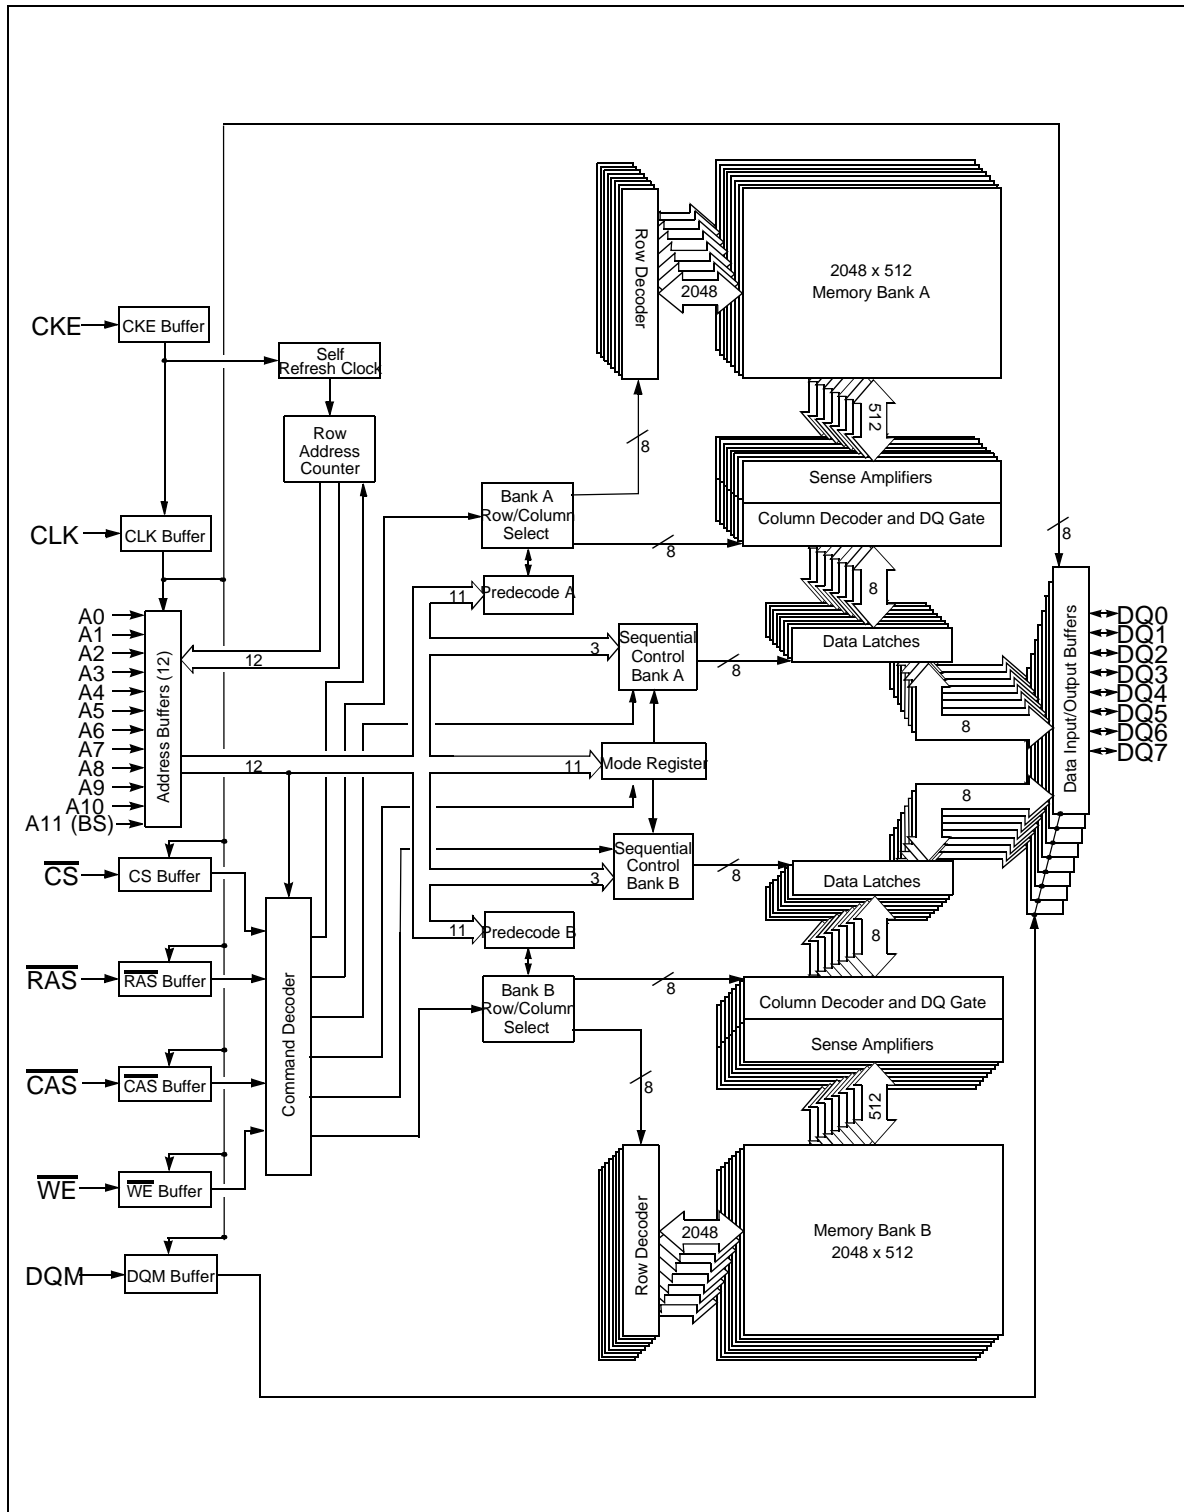 2048 x 512
Memory Bank A
Row Decoder
2048
512
CKE
CKE Buffer
Self
Refresh Clock
Row
Address
Counter
8
Sense Amplifiers
Column Decoder and DQ Gate
Bank A
Row/Column
Select
8
8
CLK
CLK Buffer
Predecode A
11
8
Data Latches
A0
A1
A2
A3
A4
A5
A6
A7
A8
A9
A10
A11 (BS)
Address Buffers (12)
12
12
Sequential
Control
Bank A
3
8
8
Data Input/Output Buffers
DQ0
DQ1
DQ2
DQ3
DQ4
DQ5
DQ6
DQ7
11
Mode Register
8
Sequential
Control
Bank B
3
8
Data Latches
CS
CS Buffer
11
Predecode B
8
RAS
RAS Buffer
Command Decoder
Bank B
Row/Column
Select
8
Column Decoder and DQ Gate
Sense Amplifiers
CAS
CAS Buffer
8
512
WE
WE Buffer
Row Decoder
2048
Memory Bank B
2048 x 512
DQM
DQM Buffer